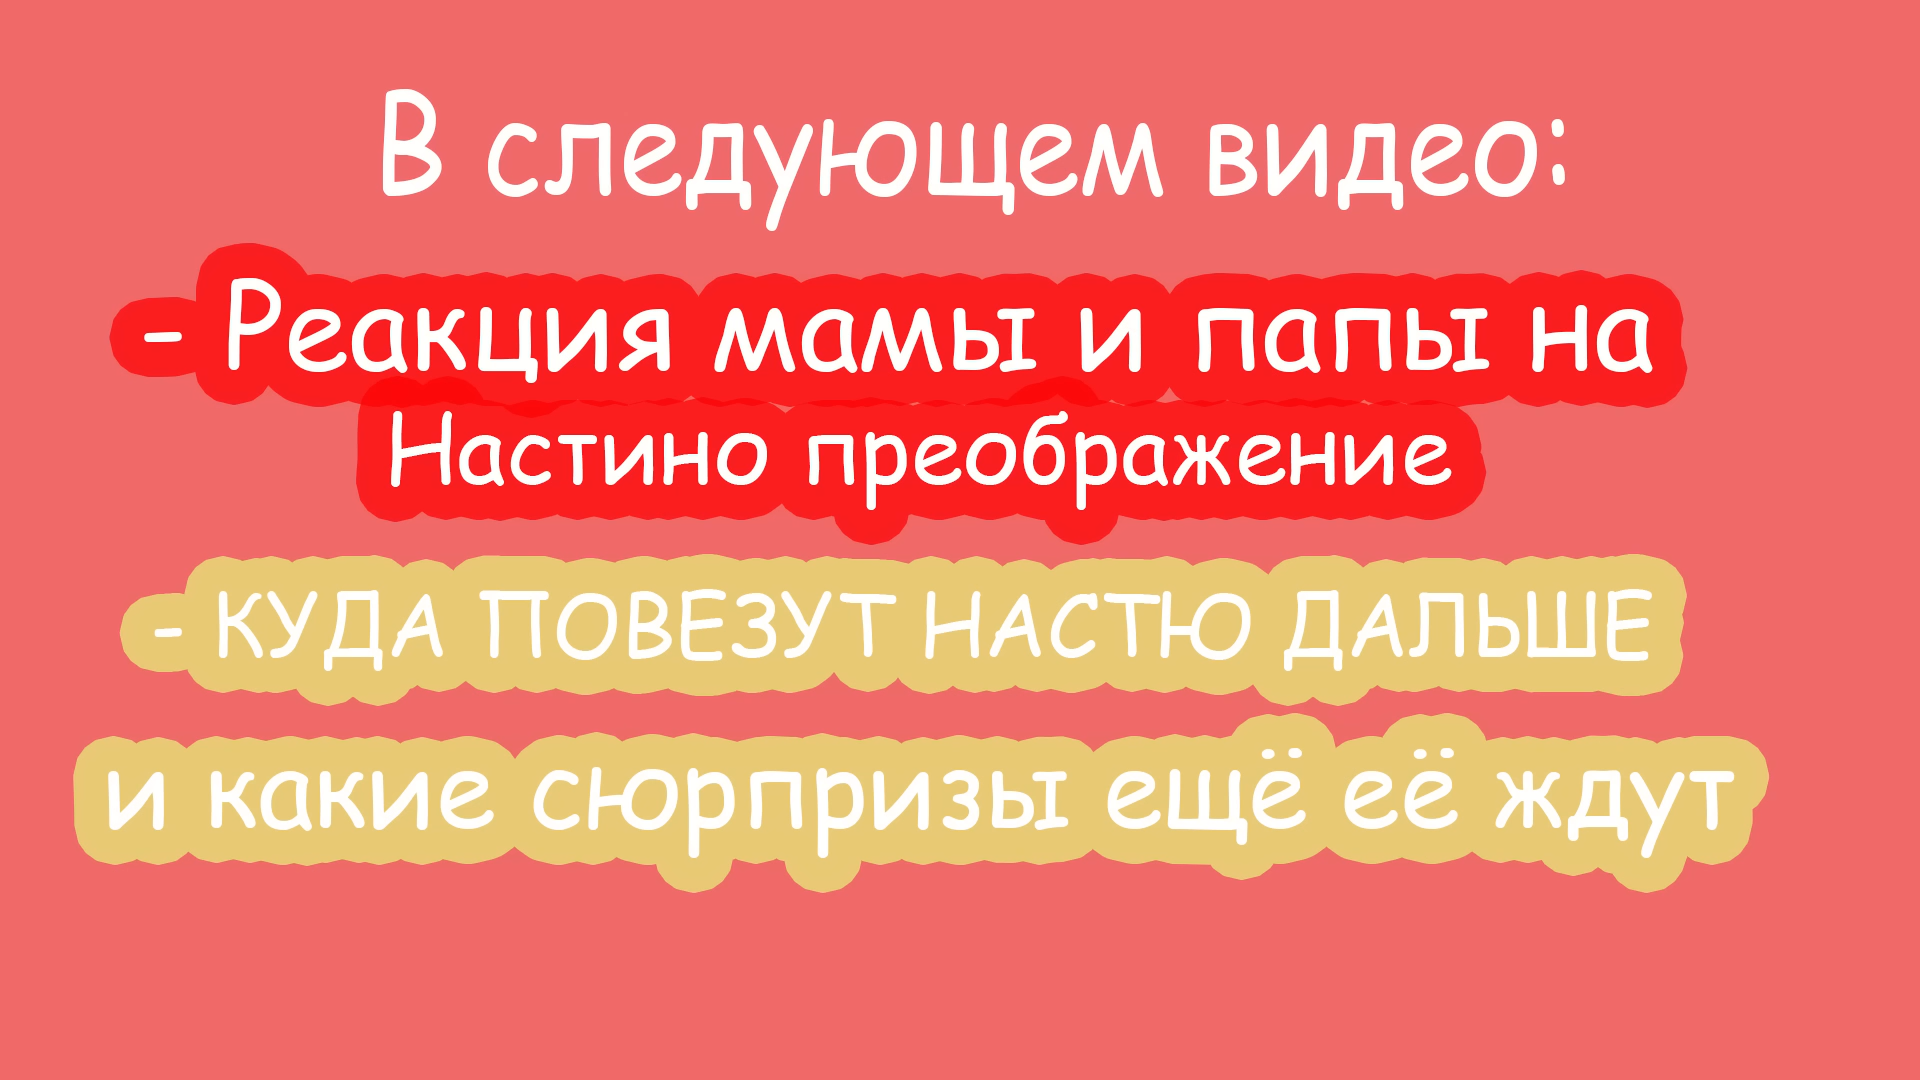 В следующем видео:
- Реакция мамы и папы на
Настино преображение
- КУДА ПОВЕЗУТ НАСТЮ ДАЛЬШЕ
и какие сюрпризы ещё её ждут